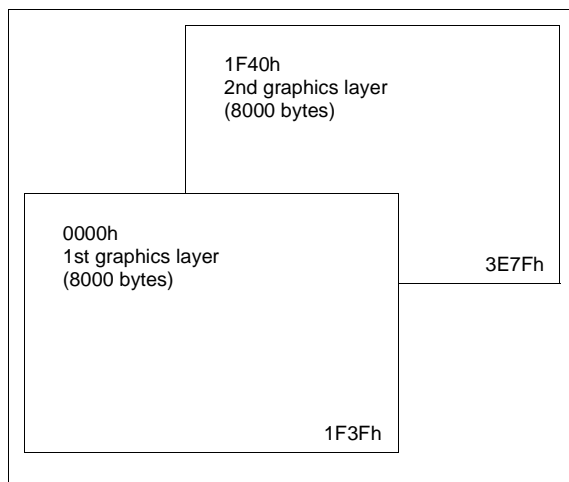 1F40h
2nd graphics layer
(8000 bytes)
3E7Fh
0000h
1st graphics layer
(8000 bytes)
1F3Fh